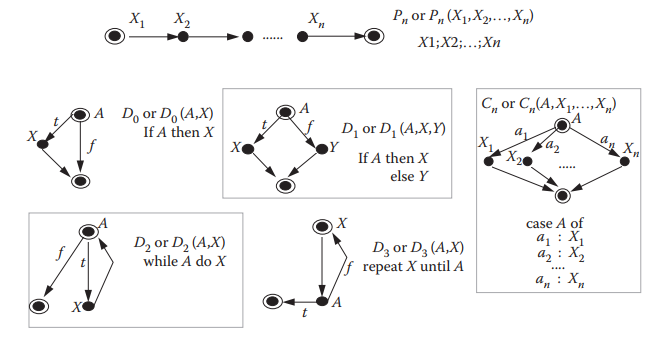 X1 X2 Xn Pn or Pn (X1,X2,...,Xn)
......
X1;X2;...;Xn
A D0 or D0 (A,X)
t
If A then X
X
f
A
t f
D1 or D1 (A,X,Y)
X Y
If A then X
else Y
Cn or Cn(A,X1,...,Xn)
A
a1 a2 an
X1 X2 Xn
.....
case A of
a1 : X1
a2 : X2
....
an : Xn
A
D2 or D2 (A,X)
f t
while A do X
X
X
D3 or D3 (A,X)
f repeat X until A
A
t